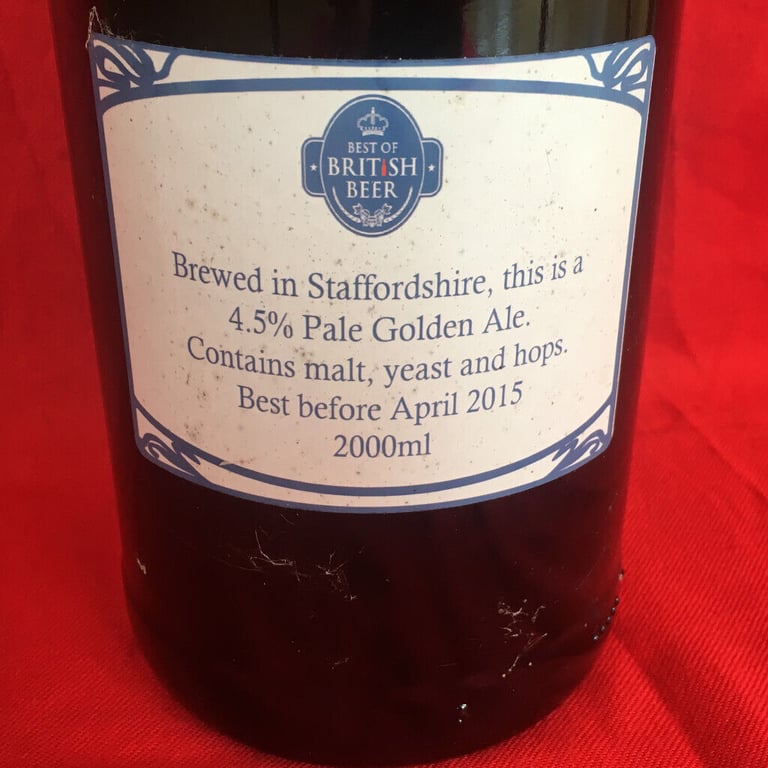 BEST OF
BRITISH
BEER
Brewed in Staffordshire, this is a
4.5% Pale Golden Ale.
Contains malt, yeast and hops.
Best before April 2015
2000ml